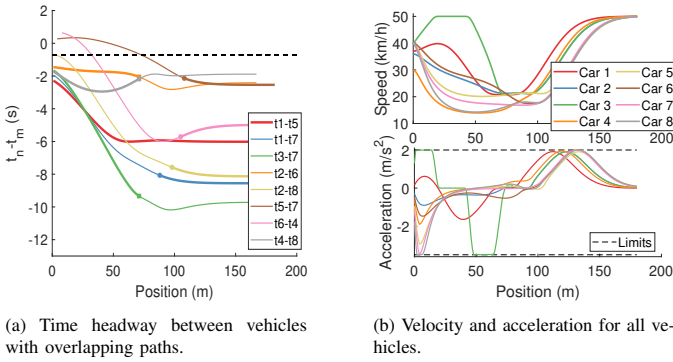 (a)
2
0
-2
-4
-6
-8
-10
-12
tn-tm (s)
t1-t5
t1-t7
t3-t7
t2-t6
t2-t8
t5-t7
t6-t4
t4-t8
0 50 100 150 200
Position (m)
(b)
50
40
30
20
10
Speed (km/h)
Car 1 Car 5
Car 2 Car 6
Car 3 Car 7
Car 4 Car 8
2
0
-2
Acceleration (m/s²)
Limits
0 50 100 150 200
Position (m)
(a) Time headway between vehicles
with overlapping paths.
(b) Velocity and acceleration for all ve-
hicles.